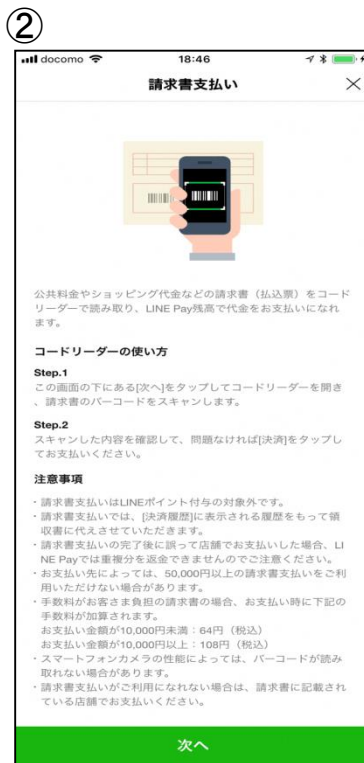 ②
docomo 18:46
請求書支払い
公共料金やショッピング代金などの請求書（払込票）をコード
リーダーで読み取り、LINE Pay残高で代金をお支払いになれ
ます。
コードリーダーの使い方
Step.1
この画面の下にある[次へ]をタップしてコードリーダーを開き
、請求書のバーコードをスキャンします。
Step.2
スキャンした内容を確認して、問題なければ[決済]をタップし
てお支払いください。
注意事項
・請求書支払いはLINEポイント付与の対象外です。
・請求書支払いでは、[決済履歴]に表示される履歴をもって領
収書に代えさせていただきます。
・請求書支払いの完了後に誤って店舗でお支払いした場合、LI
NE Payでは重複分を返金できませんのでご注意ください。
・お支払い先によっては、50,000円以上の請求書支払いをご利
用いただけない場合があります。
・手数料がお客さま負担の請求書の場合、お支払い時に下記の
手数料が加算されます。
お支払い金額が10,000円未満：64円（税込）
お支払い金額が10,000円以上：108円（税込）
・スマートフォンカメラの性能によっては、バーコードが読み
取れない場合があります。
・請求書支払いがご利用になれない場合は、請求書に記載され
ている店舗でお支払いください。
次へ